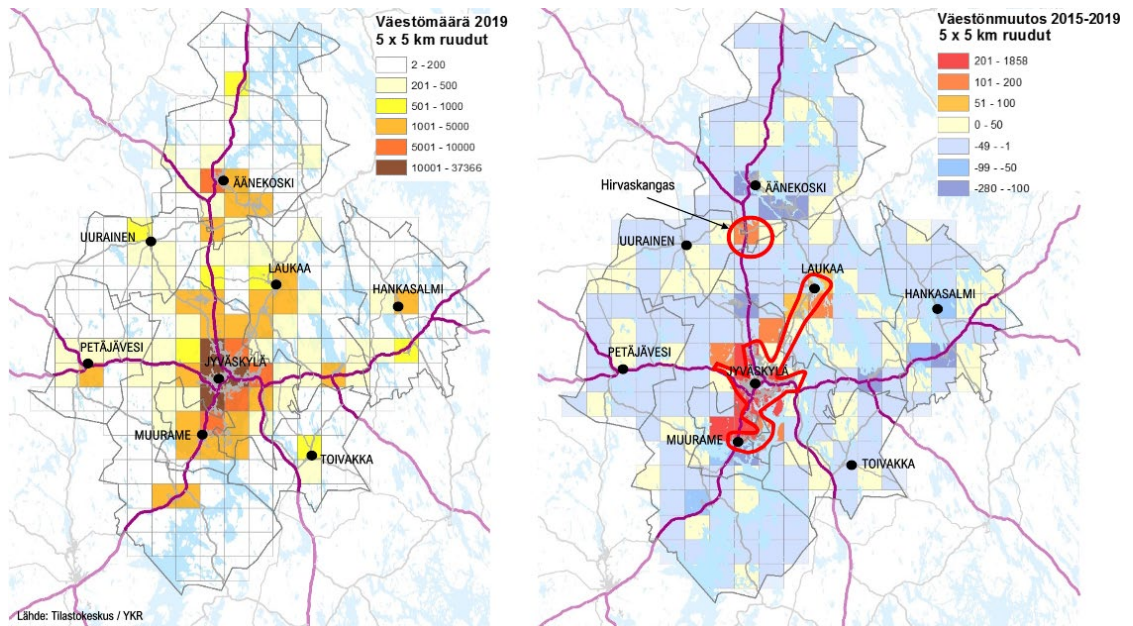 Väestömäärä 2019
5 x 5 km ruudut
2 - 200
201 - 500
501 - 1000
1001 - 5000
5001 - 10000
10001 - 37366
ÄÄNEKOSKI
UURAINEN
LAUKAA
HANKASALMI
PETÄJÄVESI
JYVÄSKYLÄ
MUURAME
TOIVAKKA
Lähde: Tilastokeskus / YKR
Väestönmuutos 2015-2019
5 x 5 km ruudut
201 - 1858
101 - 200
51 - 100
0 - 50
-49 - -1
-99 - -50
-280 - -100
Hirvaskangas
ÄÄNEKOSKI
UURAINEN
LAUKAA
HANKASALMI
PETÄJÄVESI
JYVÄSKYLÄ
MUURAME
TOIVAKKA